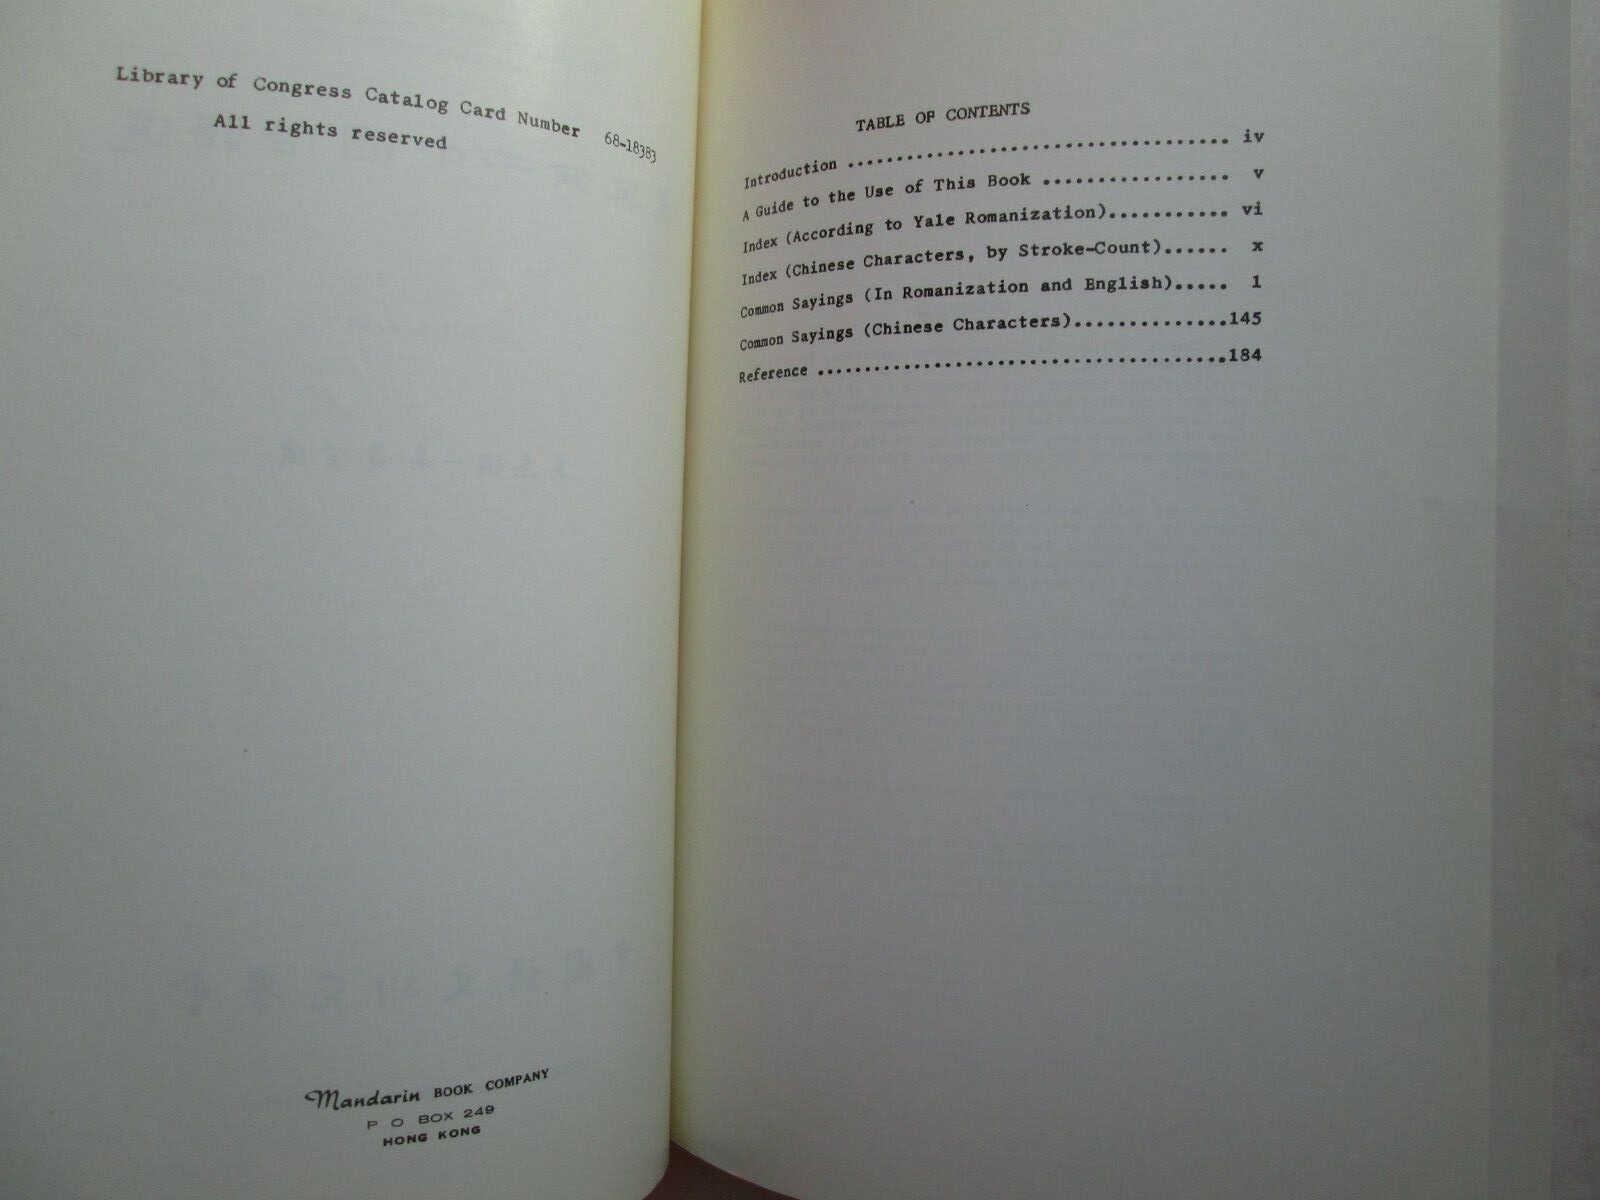 Library of Congress Catalog Card Number 68-18383
All rights reserved
Mandarin BOOK COMPANY
P O BOX 249
HONG KONG
TABLE OF CONTENTS
Introduction ...................................... iv
A Guide to the Use of This Book ................. v
Index (According to Yale Romanization)........... vi
Index (Chinese Characters, by Stroke-Count)...... x
Common Sayings (In Romanization and English)..... 1
Common Sayings (Chinese Characters)..............145
Reference ........................................184